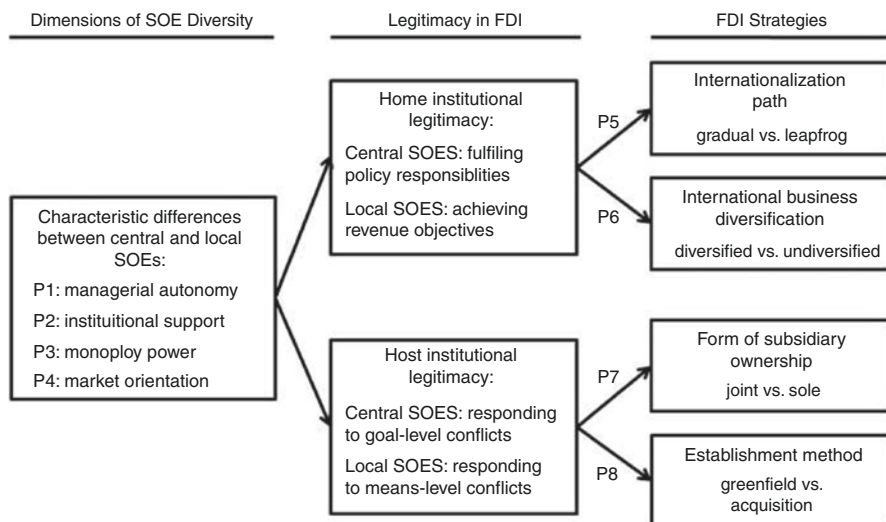 Dimensions of SOE Diversity
Legitimacy in FDI
FDI Strategies
Characteristic differences
between central and local
SOEs:
P1: managerial autonomy
P2: instituitional support
P3: monoploy power
P4: market orientation
Home institutional
legitimacy:
Central SOES: fulfiling
policy responsiblities
Local SOES: achieving
revenue objectives
Host institutional
legitimacy:
Central SOES: responding
to goal-level conflicts
Local SOES: responding
to means-level conflicts
P5
P6
P7
P8
Internationalization
path
gradual vs. leapfrog
International business
diversification
diversified vs. undiversified
Form of subsidiary
ownership
joint vs. sole
Establishment method
greenfield vs.
acquisition